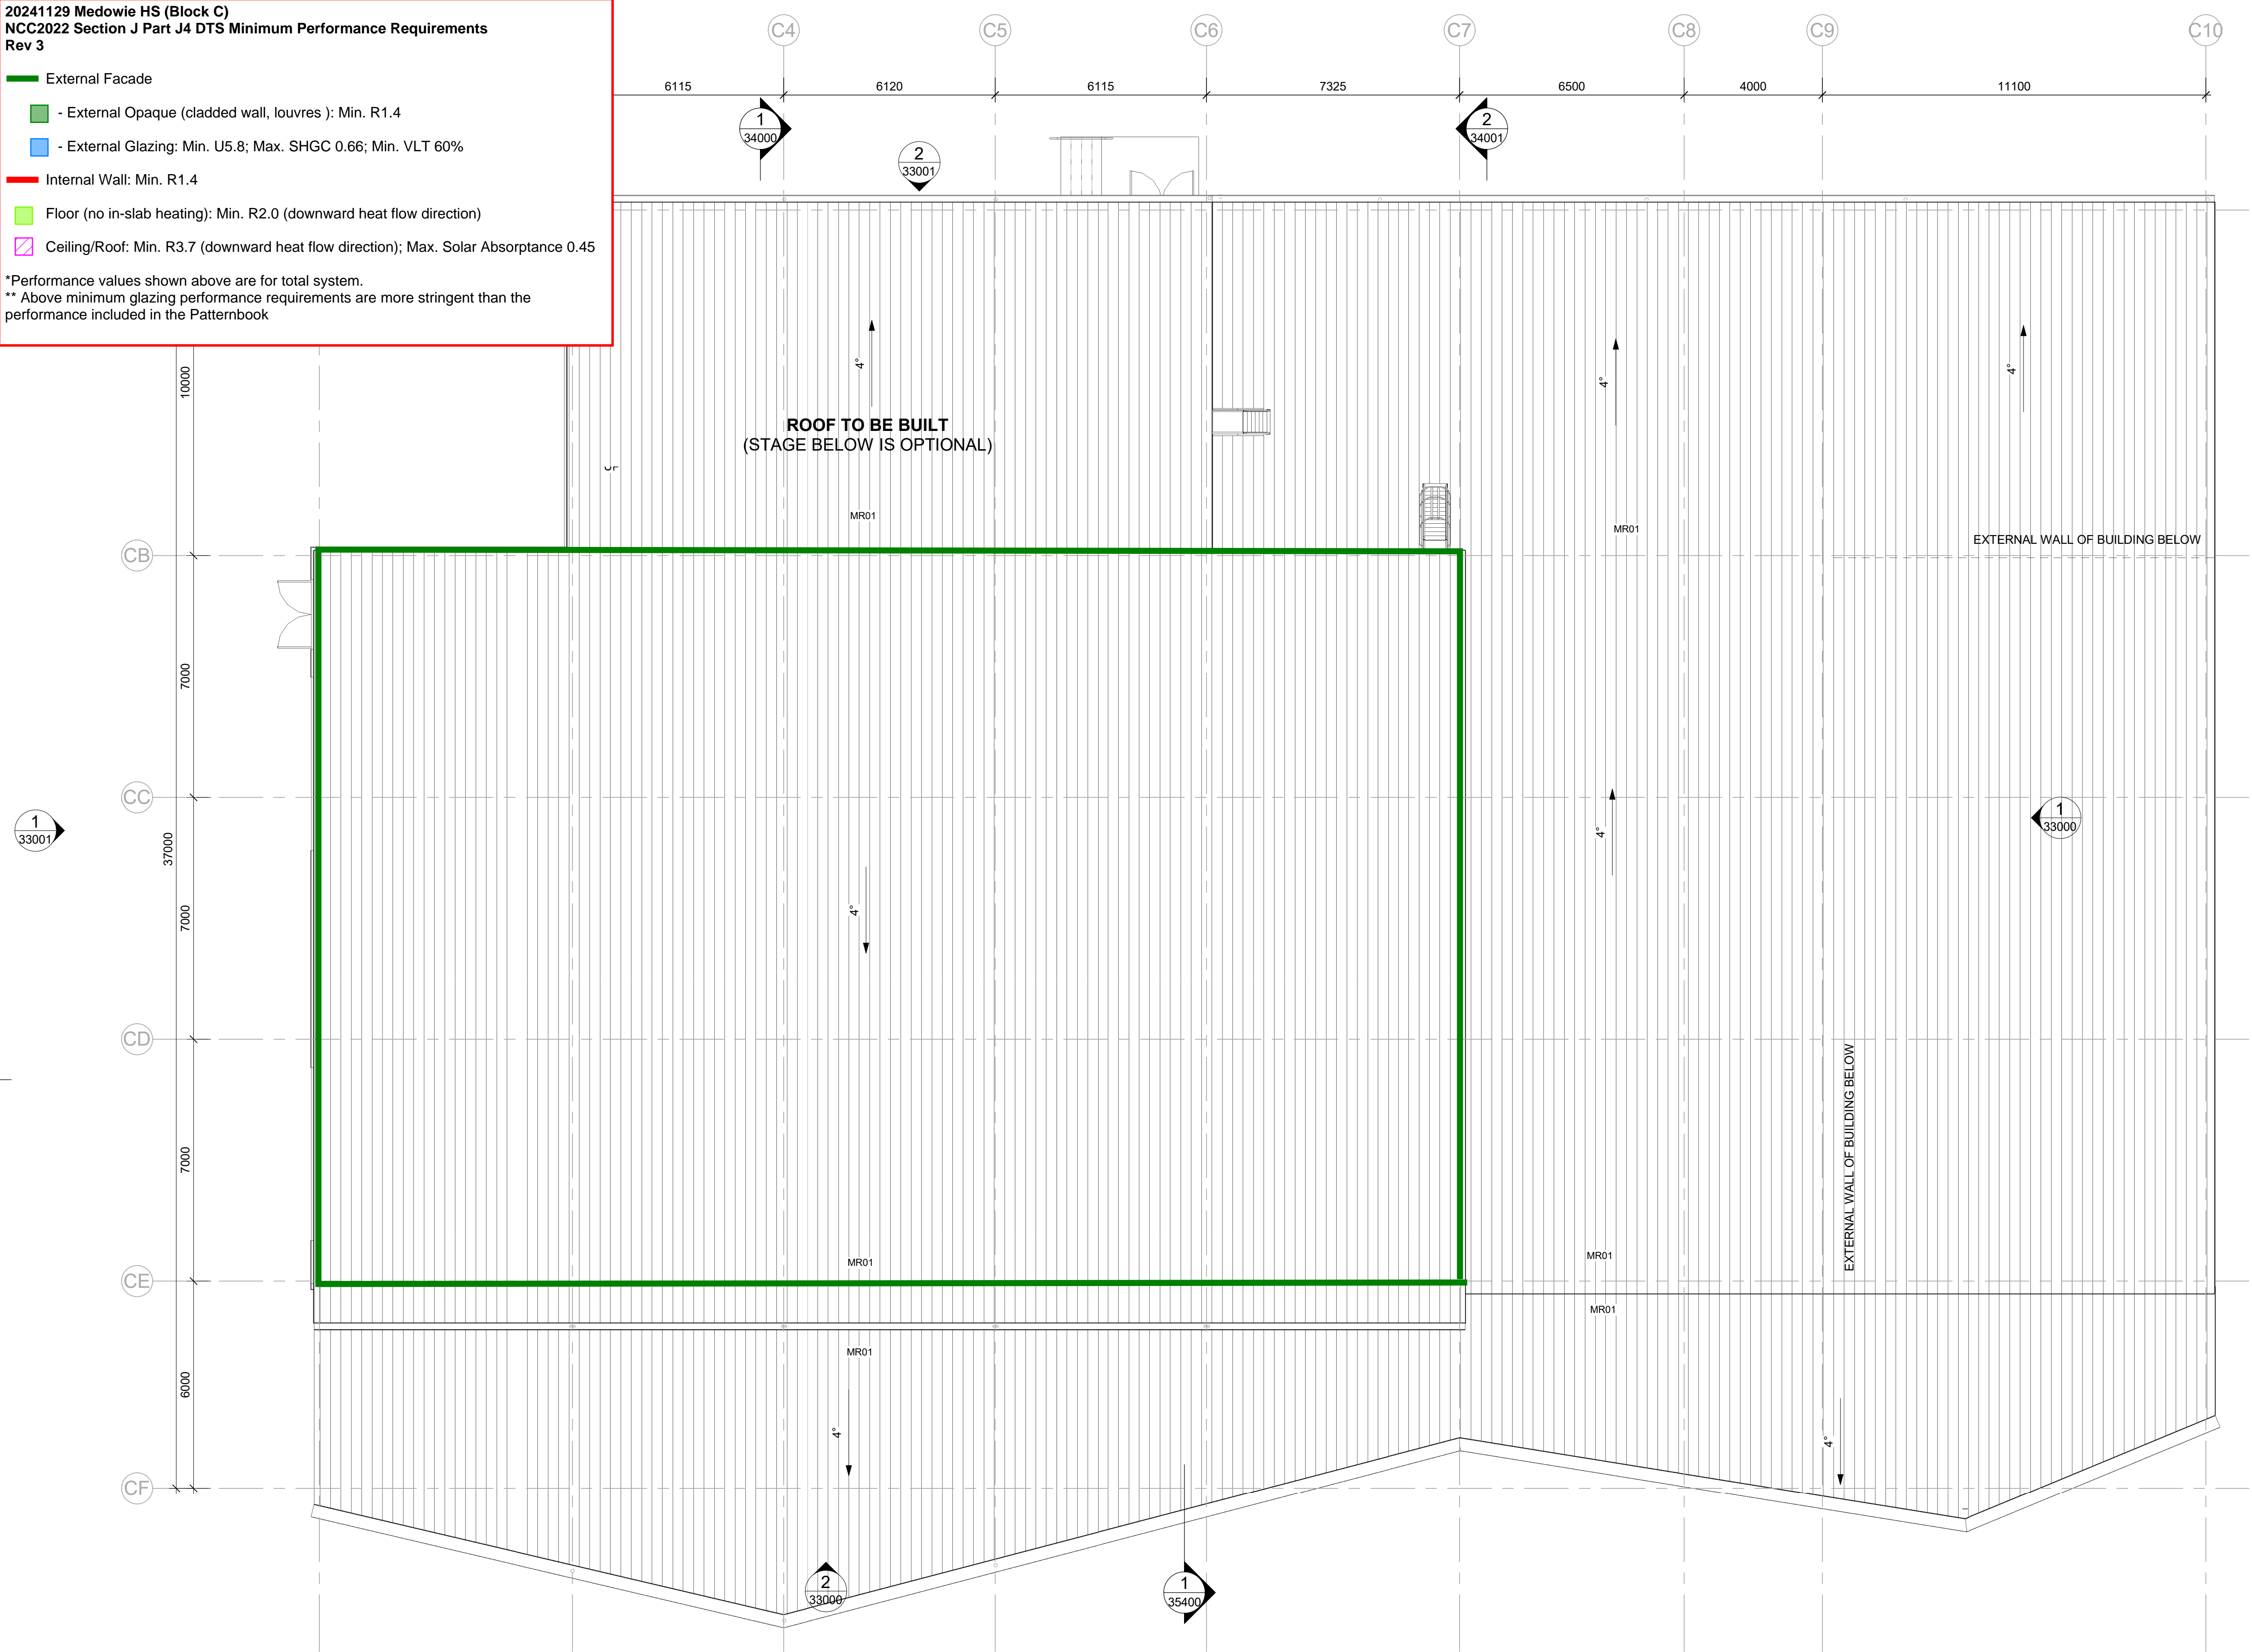 20241129 Medowie HS (Block C)
NCC2022 Section J Part J4 DTS Minimum Performance Requirements
Rev 3
External Facade
- External Opaque (cladded wall, louvres ): Min. R1.4
- External Glazing: Min. U5.8; Max. SHGC 0.66; Min. VLT 60%
Internal Wall: Min. R1.4
Floor (no in-slab heating): Min. R2.0 (downward heat flow direction)
Ceiling/Roof: Min. R3.7 (downward heat flow direction); Max. Solar Absorptance 0.45
*Performance values shown above are for total system.
** Above minimum glazing performance requirements are more stringent than the
performance included in the Patternbook
C4
C5
C6
C7
C8
C9
C10
6115
6120
6115
7325
6500
4000
11100
1
34000
2
34001
2
33001
10000
4°
4°
4°
ROOF TO BE BUILT
(STAGE BELOW IS OPTIONAL)
MR01
MR01
EXTERNAL WALL OF BUILDING BELOW
CB
7000
CC
1
33001
37000
4°
1
33000
7000
4°
CD
EXTERNAL WALL OF BUILDING BELOW
7000
MR01
MR01
CE
MR01
MR01
6000
4°
4°
CF
2
33000
1
35400